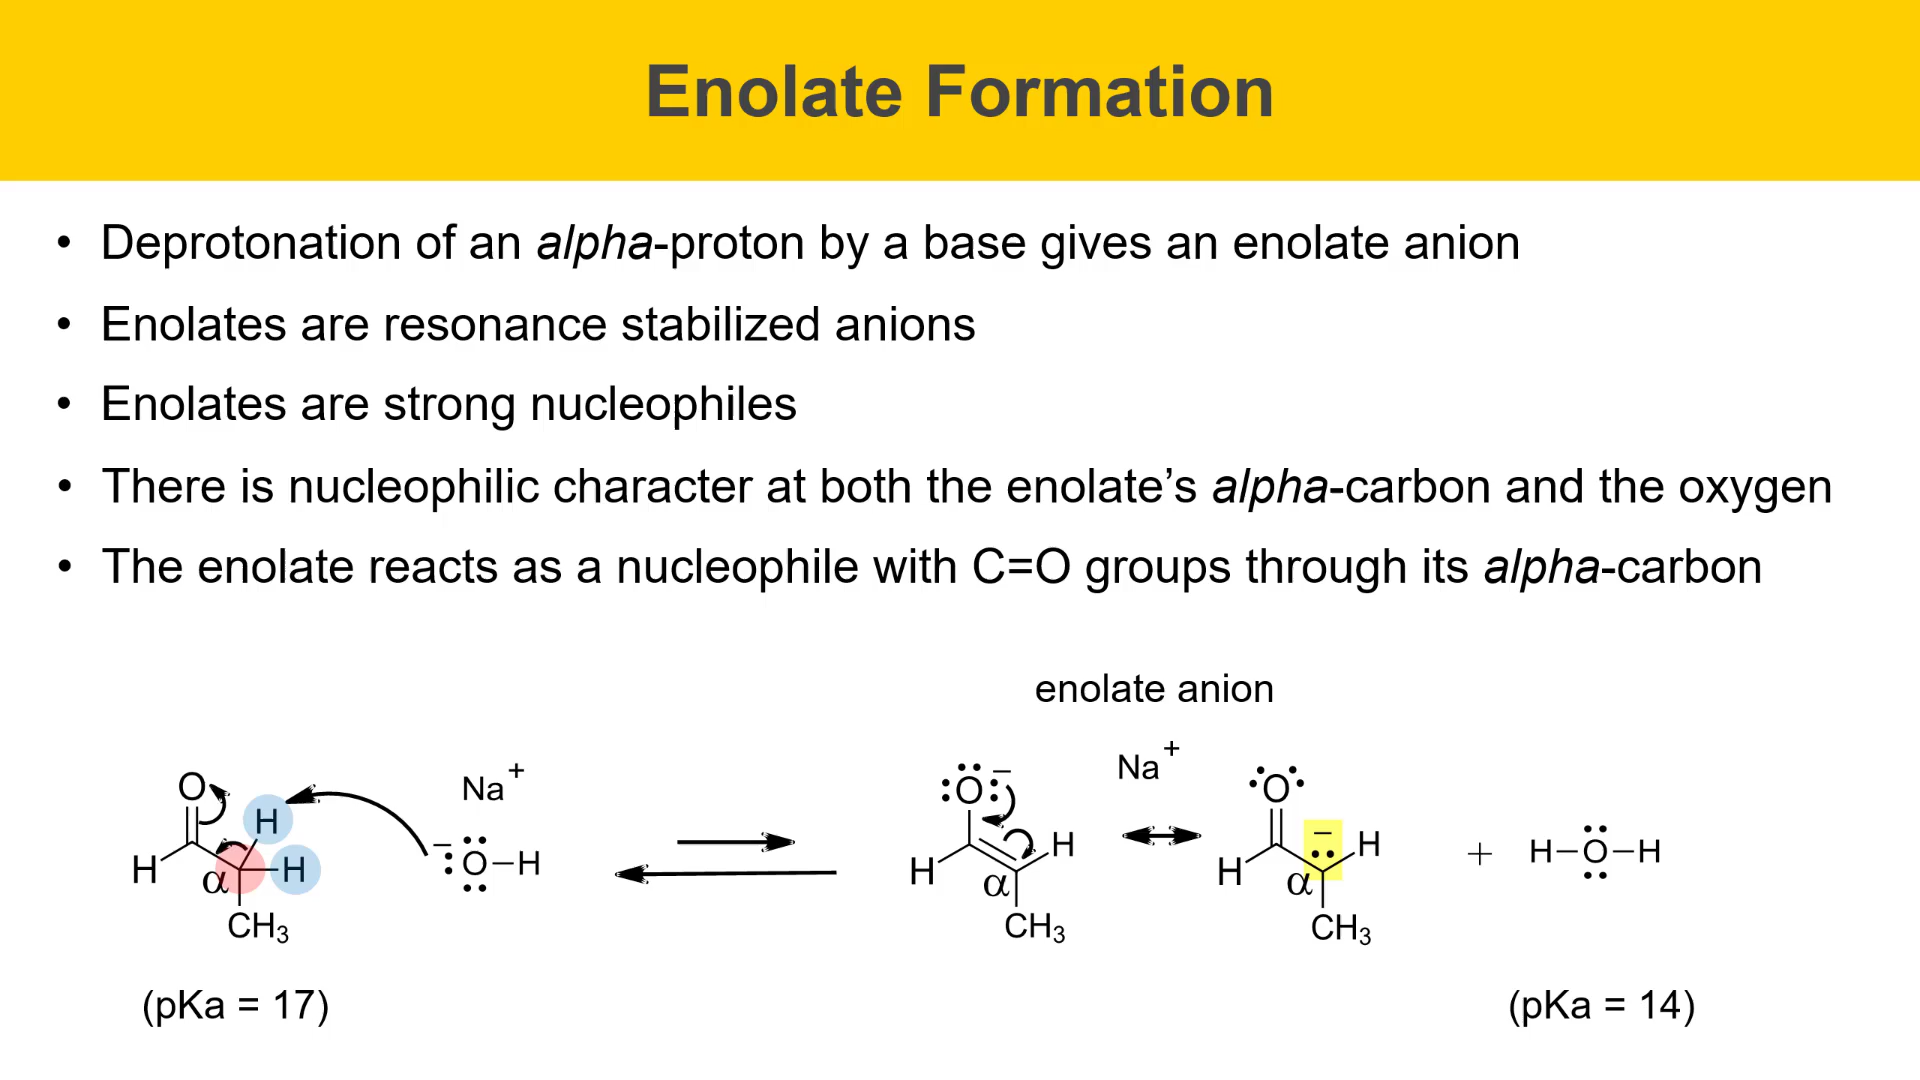 Enolate Formation
• Deprotonation of an alpha-proton by a base gives an enolate anion
• Enolates are resonance stabilized anions
• Enolates are strong nucleophiles
• There is nucleophilic character at both the enolate’s alpha-carbon and the oxygen
• The enolate reacts as a nucleophile with C=O groups through its alpha-carbon
enolate anion
O H H H α CH₃
Na⁺
⁻O–H
O⁻ H H α CH₃
Na⁺
O H – H α CH₃
+ H–O–H
(pKa = 17)
(pKa = 14)